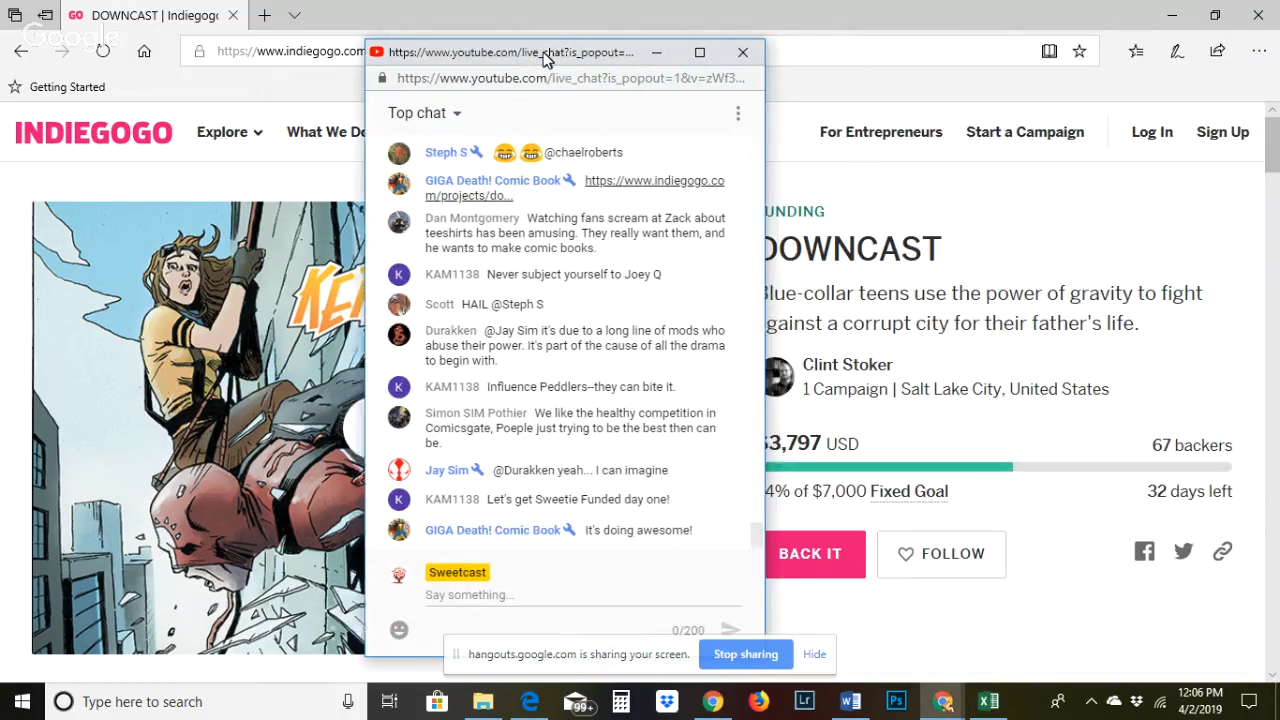 DOWNCAST | Indiegogo
Google
https://www.indiegogo.com
https://www.youtube.com/live_chat?is_popout=...
https://www.youtube.com/live_chat?is_popout=1&v=zWf3...
Getting Started
INDIEGOGO
Explore
What We Do
For Entrepreneurs
Start a Campaign
Log In
Sign Up
Top chat
Steph S @chaelroberts
GIGA Death! Comic Book https://www.indiegogo.co
m/projects/do...
Dan Montgomery Watching fans scream at Zack about
teeshirts has been amusing. They really want them, and
he wants to make comic books.
KAM1138 Never subject yourself to Joey Q
Scott HAIL @Steph S
Durakken @Jay Sim it's due to a long line of mods who
abuse their power. It's part of the cause of all the drama
to begin with.
KAM1138 Influence Peddlers--they can bite it.
Simon SIM Pothier We like the healthy competition in
Comicsgate, Poeple just trying to be the best then can
be.
Jay Sim @Durakken yeah... I can imagine
KAM1138 Let's get Sweetie Funded day one!
GIGA Death! Comic Book It's doing awesome!
Sweetcast
Say something...
0/200
UNDING
DOWNCAST
Blue-collar teens use the power of gravity to fight
against a corrupt city for their father's life.
Clint Stoker
1 Campaign | Salt Lake City, United States
$3,797 USD
67 backers
4% of $7,000 Fixed Goal
32 days left
BACK IT
FOLLOW
hangouts.google.com is sharing your screen.
Stop sharing
Hide
Type here to search
99+
Lr
Ps
12:06 PM
4/2/2019